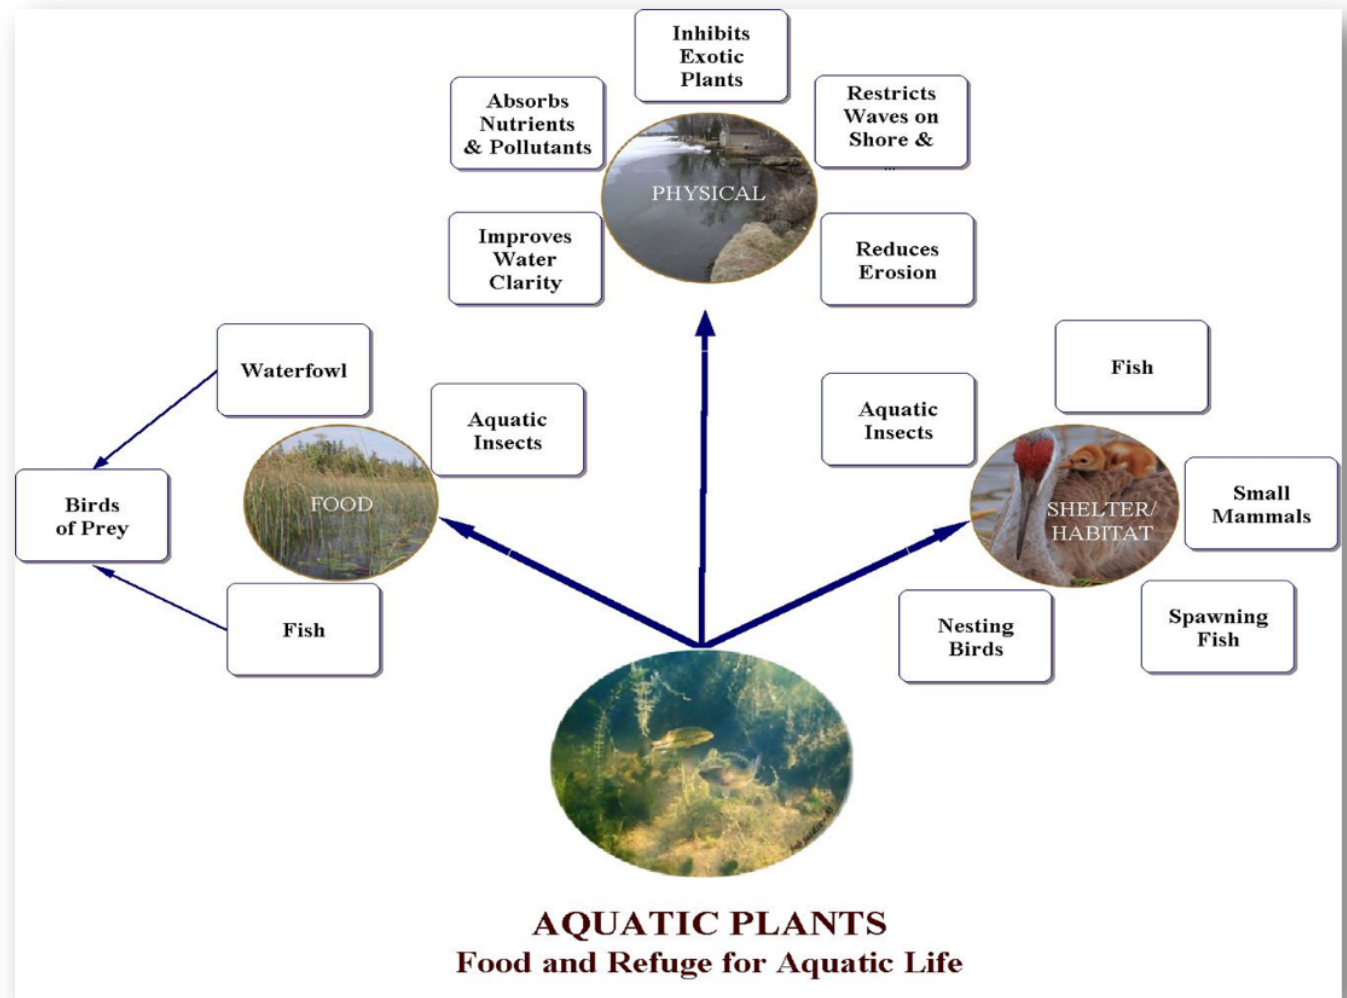 Inhibits
Exotic
Plants
Absorbs
Nutrients
& Pollutants
Restricts
Waves on
Shore &
...
PHYSICAL
Improves
Water
Clarity
Reduces
Erosion
Waterfowl
Aquatic
Insects
Birds
of Prey
FOOD
Fish
Aquatic
Insects
Fish
SHELTER/
HABITAT
Small
Mammals
Nesting
Birds
Spawning
Fish
AQUATIC PLANTS
Food and Refuge for Aquatic Life